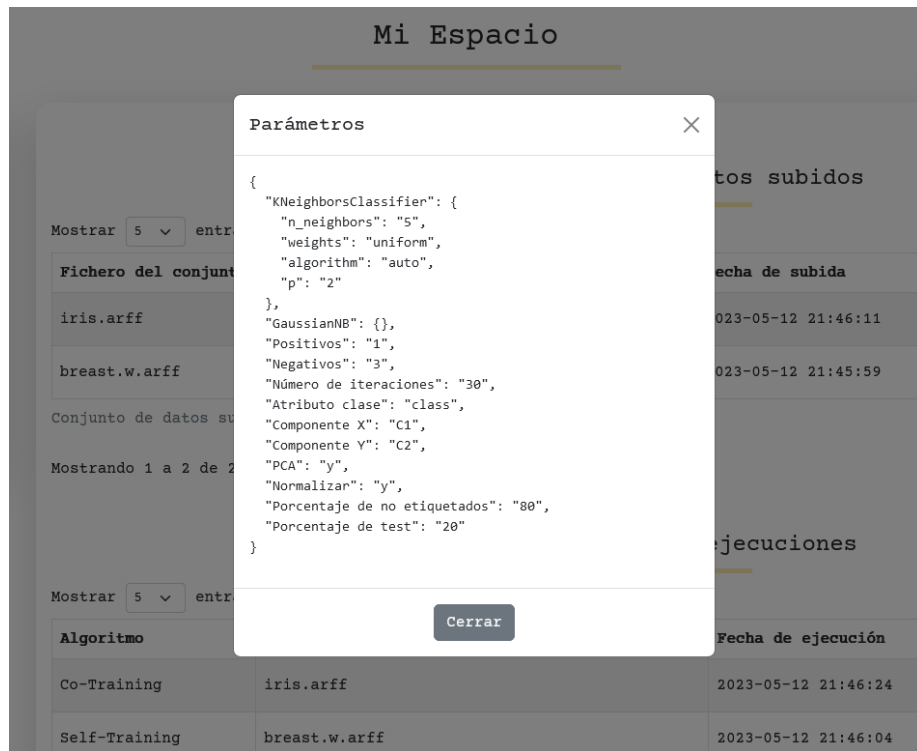 Mi Espacio
Parámetros
{
"KNeighborsClassifier": {
"n_neighbors": "5",
"weights": "uniform",
"algorithm": "auto",
"p": "2"
},
"GaussianNB": {},
"Positivos": "1",
"Negativos": "3",
"Número de iteraciones": "30",
"Atributo clase": "class",
"Componente X": "C1",
"Componente Y": "C2",
"PCA": "y",
"Normalizar": "y",
"Porcentaje de no etiquetados": "80",
"Porcentaje de test": "20"
}
Cerrar
tos subidos
Mostrar 5 entr
Fichero del conjunt echa de subida
iris.arff 023-05-12 21:46:11
breast.w.arff 023-05-12 21:45:59
Conjunto de datos su
Mostrando 1 a 2 de 2
ejecuciones
Mostrar 5 entr
Algoritmo Fecha de ejecución
Co-Training iris.arff 2023-05-12 21:46:24
Self-Training breast.w.arff 2023-05-12 21:46:04